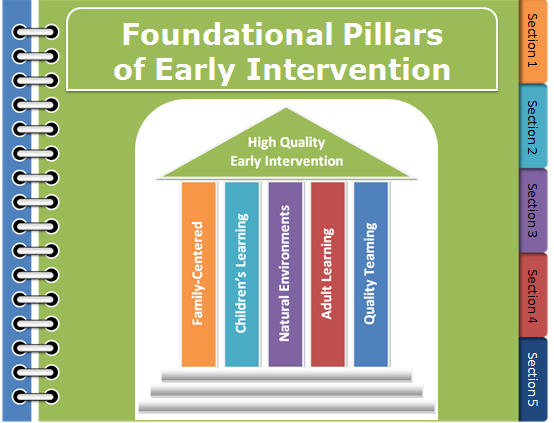 Foundational Pillars
of Early Intervention
High Quality
Early Intervention
Family-Centered
Children's Learning
Natural Environments
Adult Learning
Quality Teaming
Section 1
Section 2
Section 3
Section 4
Section 5